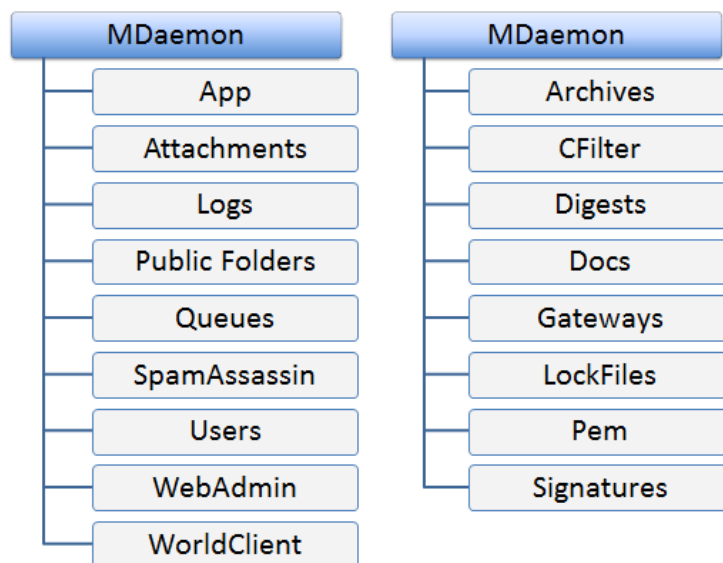 MDaemon
App
Attachments
Logs
Public Folders
Queues
SpamAssassin
Users
WebAdmin
WorldClient
MDaemon
Archives
CFilter
Digests
Docs
Gateways
LockFiles
Pem
Signatures